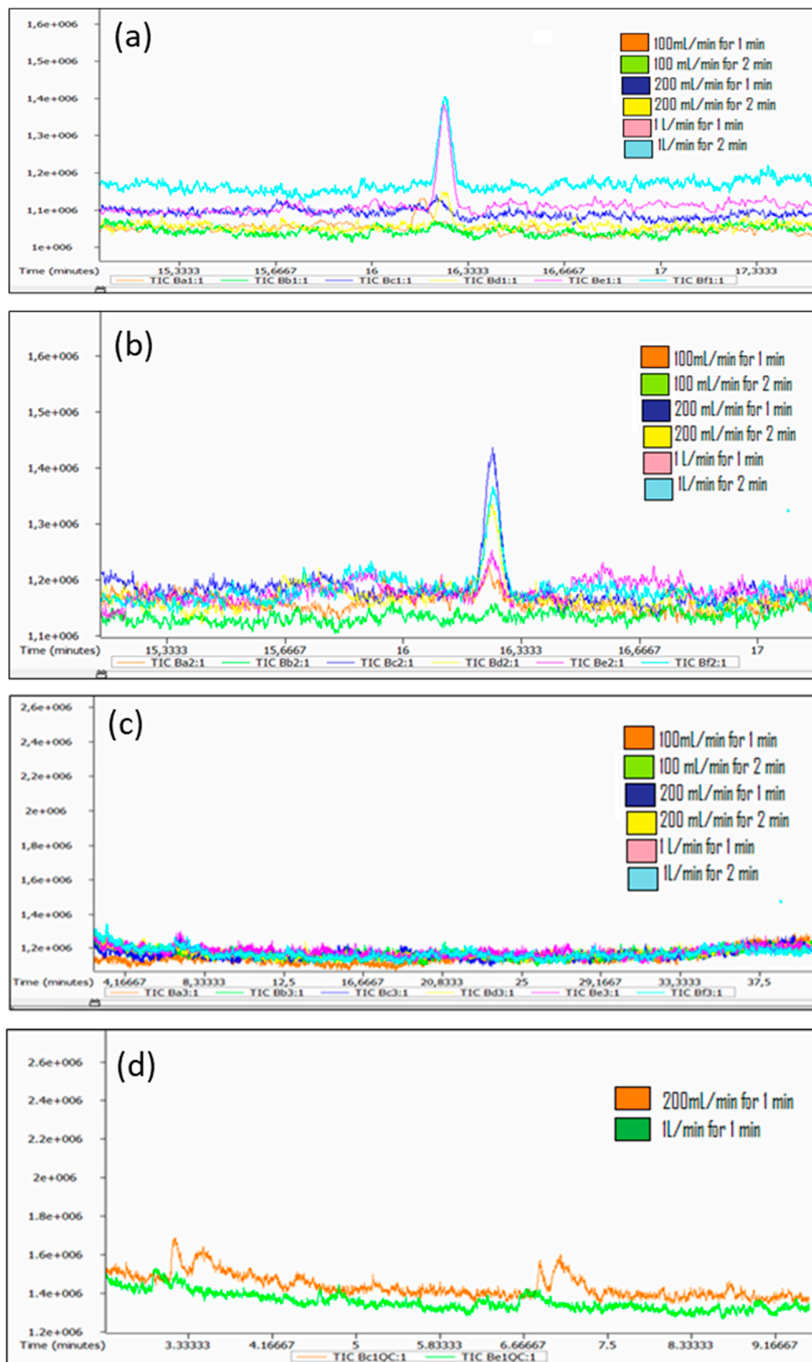 (a)
1,6e+006
1,5e+006
1,4e+006
1,3e+006
1,2e+006
1,1e+006
1e+006
100mL/min for 1 min
100 mL/min for 2 min
200 mL/min for 1 min
200 mL/min for 2 min
1 L/min for 1 min
1L/min for 2 min
Time (minutes) 15,3333 15,6667 16 16,3333 16,6667 17 17,3333
TIC Ba1:1 TIC Bb1:1 TIC Bc1:1 TIC Bd1:1 TIC Be1:1 TIC Bf1:1
(b)
1,6e+006
1,5e+006
1,4e+006
1,3e+006
1,2e+006
1,1e+006
100mL/min for 1 min
100 mL/min for 2 min
200 mL/min for 1 min
200 mL/min for 2 min
1 L/min for 1 min
1L/min for 2 min
Time (minutes) 15,3333 15,6667 16 16,3333 16,6667 17
TIC Ba2:1 TIC Bb2:1 TIC Bc2:1 TIC Bd2:1 TIC Be2:1 TIC Bf2:1
(c)
2,6e+006
2,4e+006
2,2e+006
2e+006
1,8e+006
1,6e+006
1,4e+006
1,2e+006
100mL/min for 1 min
100 mL/min for 2 min
200 mL/min for 1 min
200 mL/min for 2 min
1 L/min for 1 min
1L/min for 2 min
Time (minutes) 4,16667 8,33333 12,5 16,6667 20,8333 25 29,1667 33,3333 37,5
TIC Ba3:1 TIC Bb3:1 TIC Bc3:1 TIC Bd3:1 TIC Be3:1 TIC Bf3:1
(d)
2.6e+006
2.4e+006
2.2e+006
2e+006
1.8e+006
1.6e+006
1.4e+006
1.2e+006
200mL/min for 1 min
1L/min for 1 min
Time (minutes) 3.33333 4.16667 5 5.83333 6.66667 7.5 8.33333 9.16667
TIC Bc1QC:1 TIC Be1QC:1